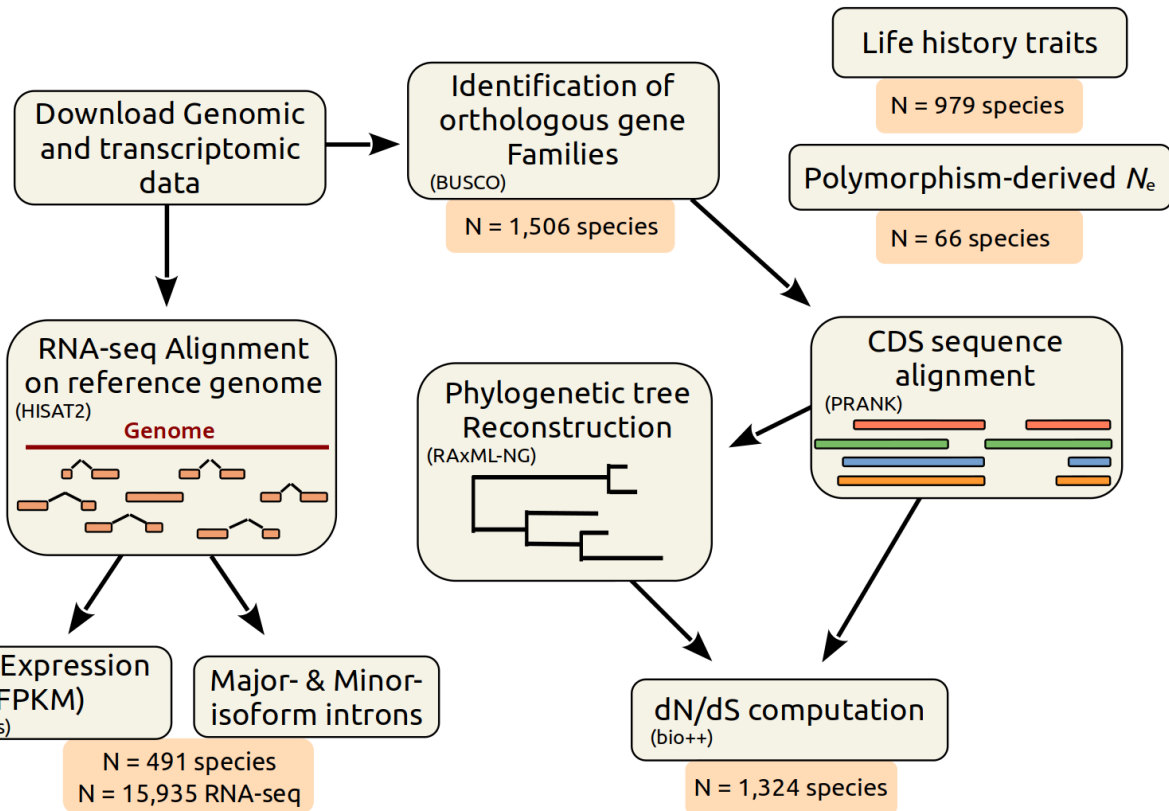 Life history traits
N = 979 species
Identification of
orthologous gene
Families
(BUSCO)
N = 1,506 species
Download Genomic
and transcriptomic
data
Polymorphism-derived Nₑ
N = 66 species
RNA-seq Alignment
on reference genome
(HISAT2)
Genome
CDS sequence
alignment
(PRANK)
Phylogenetic tree
Reconstruction
(RAxML-NG)
Expression
FPKM)
s)
Major- & Minor-
isoform introns
N = 491 species
N = 15,935 RNA-seq
dN/dS computation
(bio++)
N = 1,324 species